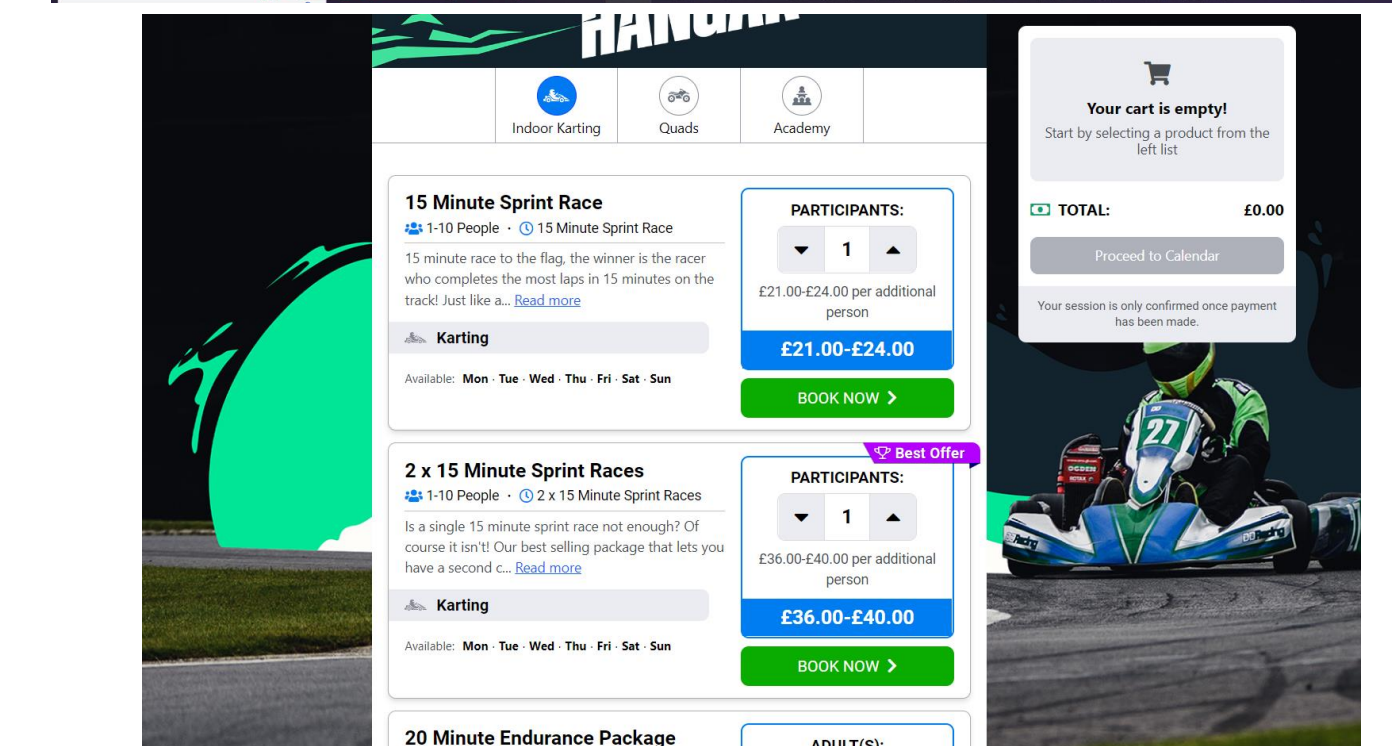 HANGAR
Indoor Karting
Quads
Academy
15 Minute Sprint Race
1-10 People · 15 Minute Sprint Race
15 minute race to the flag, the winner is the racer
who completes the most laps in 15 minutes on the
track! Just like a... Read more
Karting
Available: Mon · Tue · Wed · Thu · Fri · Sat · Sun
PARTICIPANTS:
1
£21.00-£24.00 per additional
person
£21.00-£24.00
BOOK NOW
Best Offer
2 x 15 Minute Sprint Races
1-10 People · 2 x 15 Minute Sprint Races
Is a single 15 minute sprint race not enough? Of
course it isn't! Our best selling package that lets you
have a second c... Read more
Karting
Available: Mon · Tue · Wed · Thu · Fri · Sat · Sun
PARTICIPANTS:
1
£36.00-£40.00 per additional
person
£36.00-£40.00
BOOK NOW
20 Minute Endurance Package
ADULT(S):
Your cart is empty!
Start by selecting a product from the
left list
TOTAL: £0.00
Proceed to Calendar
Your session is only confirmed once payment
has been made.
27
OGDEN
ROTAX
Racing
Racing